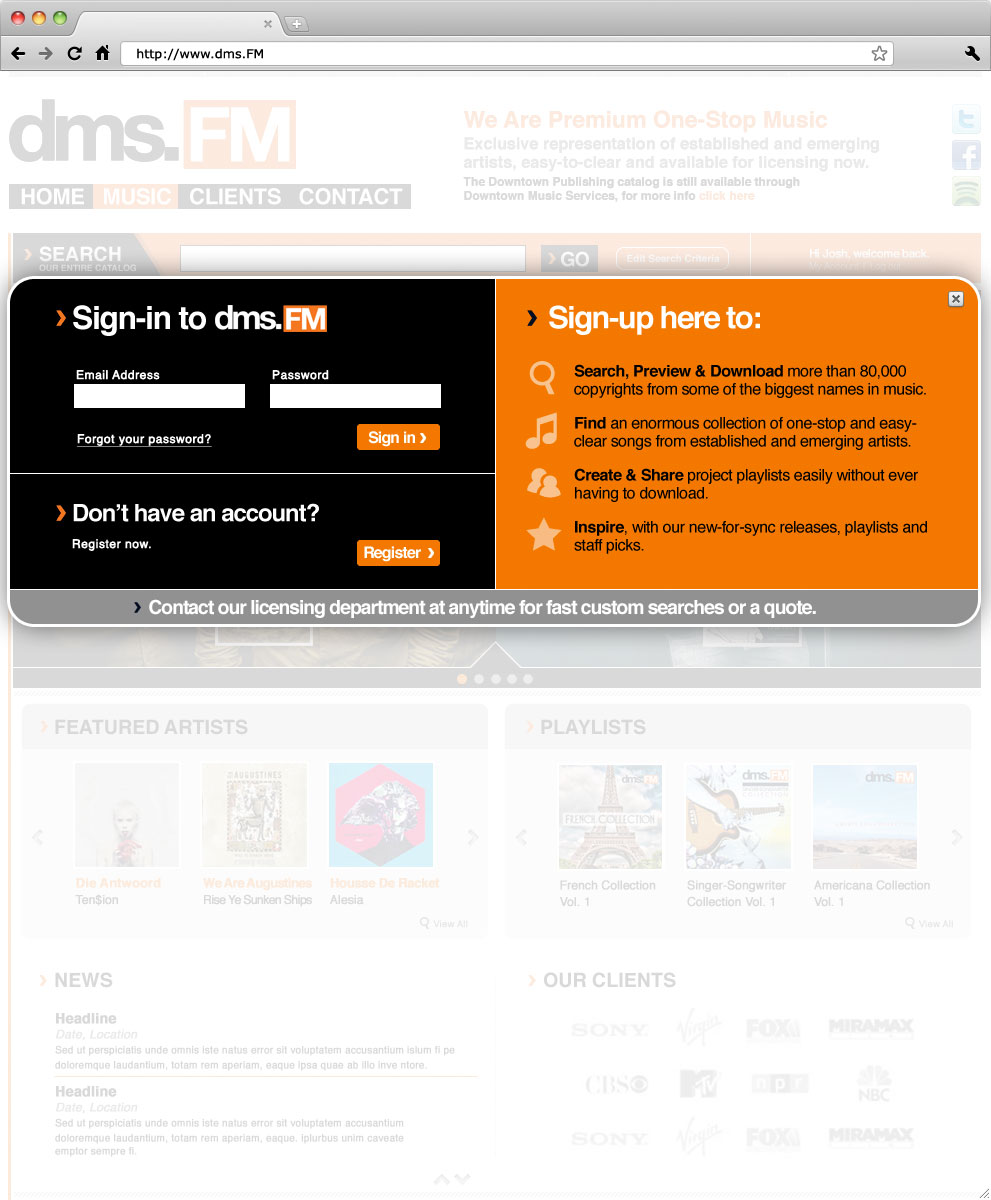 http://www.dms.FM
dms.FM
We Are Premium One-Stop Music
Exclusive representation of established and emerging
artists, easy-to-clear and available for licensing now.
The Downtown Publishing catalog is still available through
Downtown Music Services, for more info click here
HOME MUSIC CLIENTS CONTACT
SEARCH
OUR ENTIRE CATALOG
GO
Edit Search Criteria
Hi Josh, welcome back.
My Account | Logout
Sign-in to dms.FM
Email Address Password
Forgot your password?
Sign in
Don't have an account?
Register now.
Register
Sign-up here to:
Search, Preview & Download more than 80,000
copyrights from some of the biggest names in music.
Find an enormous collection of one-stop and easy-
clear songs from established and emerging artists.
Create & Share project playlists easily without ever
having to download.
Inspire, with our new-for-sync releases, playlists and
staff picks.
Contact our licensing department at anytime for fast custom searches or a quote.
FEATURED ARTISTS
AUGUSTINES
Die Antwoord
Ten$ion
We Are Augustines
Rise Ye Sunken Ships
Housse De Racket
Alesia
View All
PLAYLISTS
dms.FM
FRENCH COLLECTION
dms.FM
COLLECTION
dms.FM
French Collection
Vol. 1
Singer-Songwriter
Collection Vol. 1
Americana Collection
Vol. 1
View All
NEWS
Headline
Date, Location
Sed ut perspiciatis unde omnis iste natus error sit voluptatem accusantium islum fi pe
doloremque laudantium, totam rem aperiam, eaque ipsa quae ab illo inve ntore.
Headline
Date, Location
Sed ut perspiciatis unde omnis iste natus error sit voluptatem accusantium
doloremque laudantium, totam rem aperiam, eaque. iplurbus unim caveate
emptor sempre fi.
OUR CLIENTS
SONY Virgin FOX MIRAMAX
CBS MTV npr NBC
SONY Virgin FOX MIRAMAX